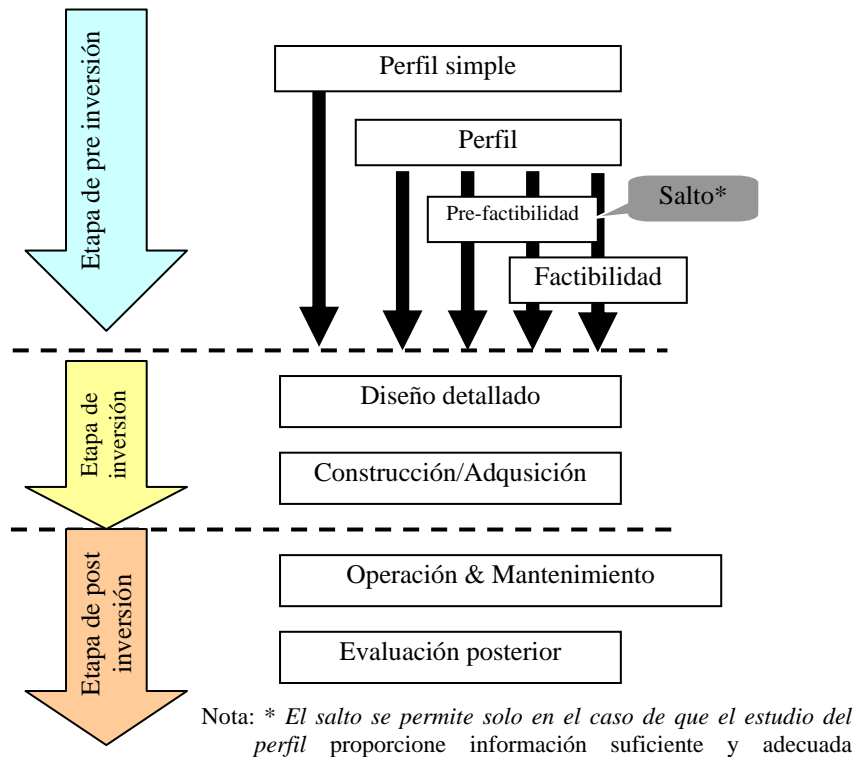 Etapa de pre inversión
Perfil simple
Perfil
Salto*
Pre-factibilidad
Factibilidad
Etapa de
inversión
Diseño detallado
Construcción/Adqusición
Etapa de post
inversión
Operación & Mantenimiento
Evaluación posterior
Nota: * El salto se permite solo en el caso de que el estudio del
perfil proporcione información suficiente y adecuada